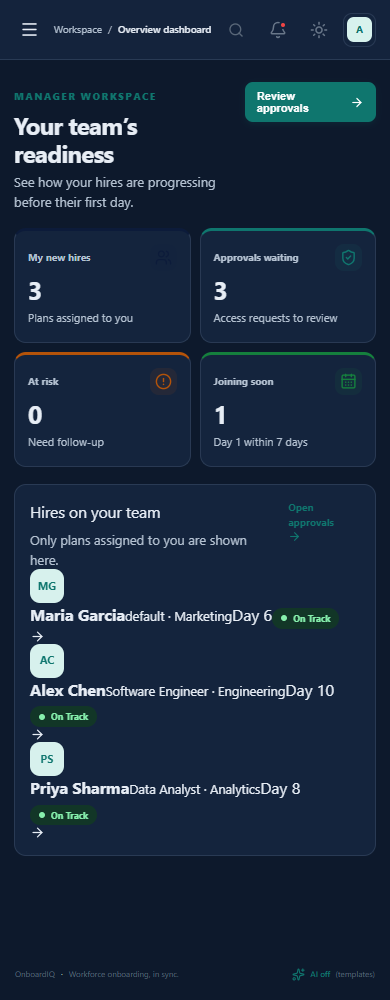 Workspace / Overview dashboard
A
MANAGER WORKSPACE
Review
approvals →
Your team's
readiness
See how your hires are progressing
before their first day.
My new hires
3
Plans assigned to you
Approvals waiting
3
Access requests to review
At risk
0
Need follow-up
Joining soon
1
Day 1 within 7 days
Hires on your team
Open
approvals
→
Only plans assigned to you are shown
here.
MG
Maria Garciadefault · MarketingDay 6 On Track
→
AC
Alex ChenSoftware Engineer · EngineeringDay 10
On Track
→
PS
Priya SharmaData Analyst · AnalyticsDay 8
On Track
→
OnboardIQ · Workforce onboarding, in sync.
AI off (templates)